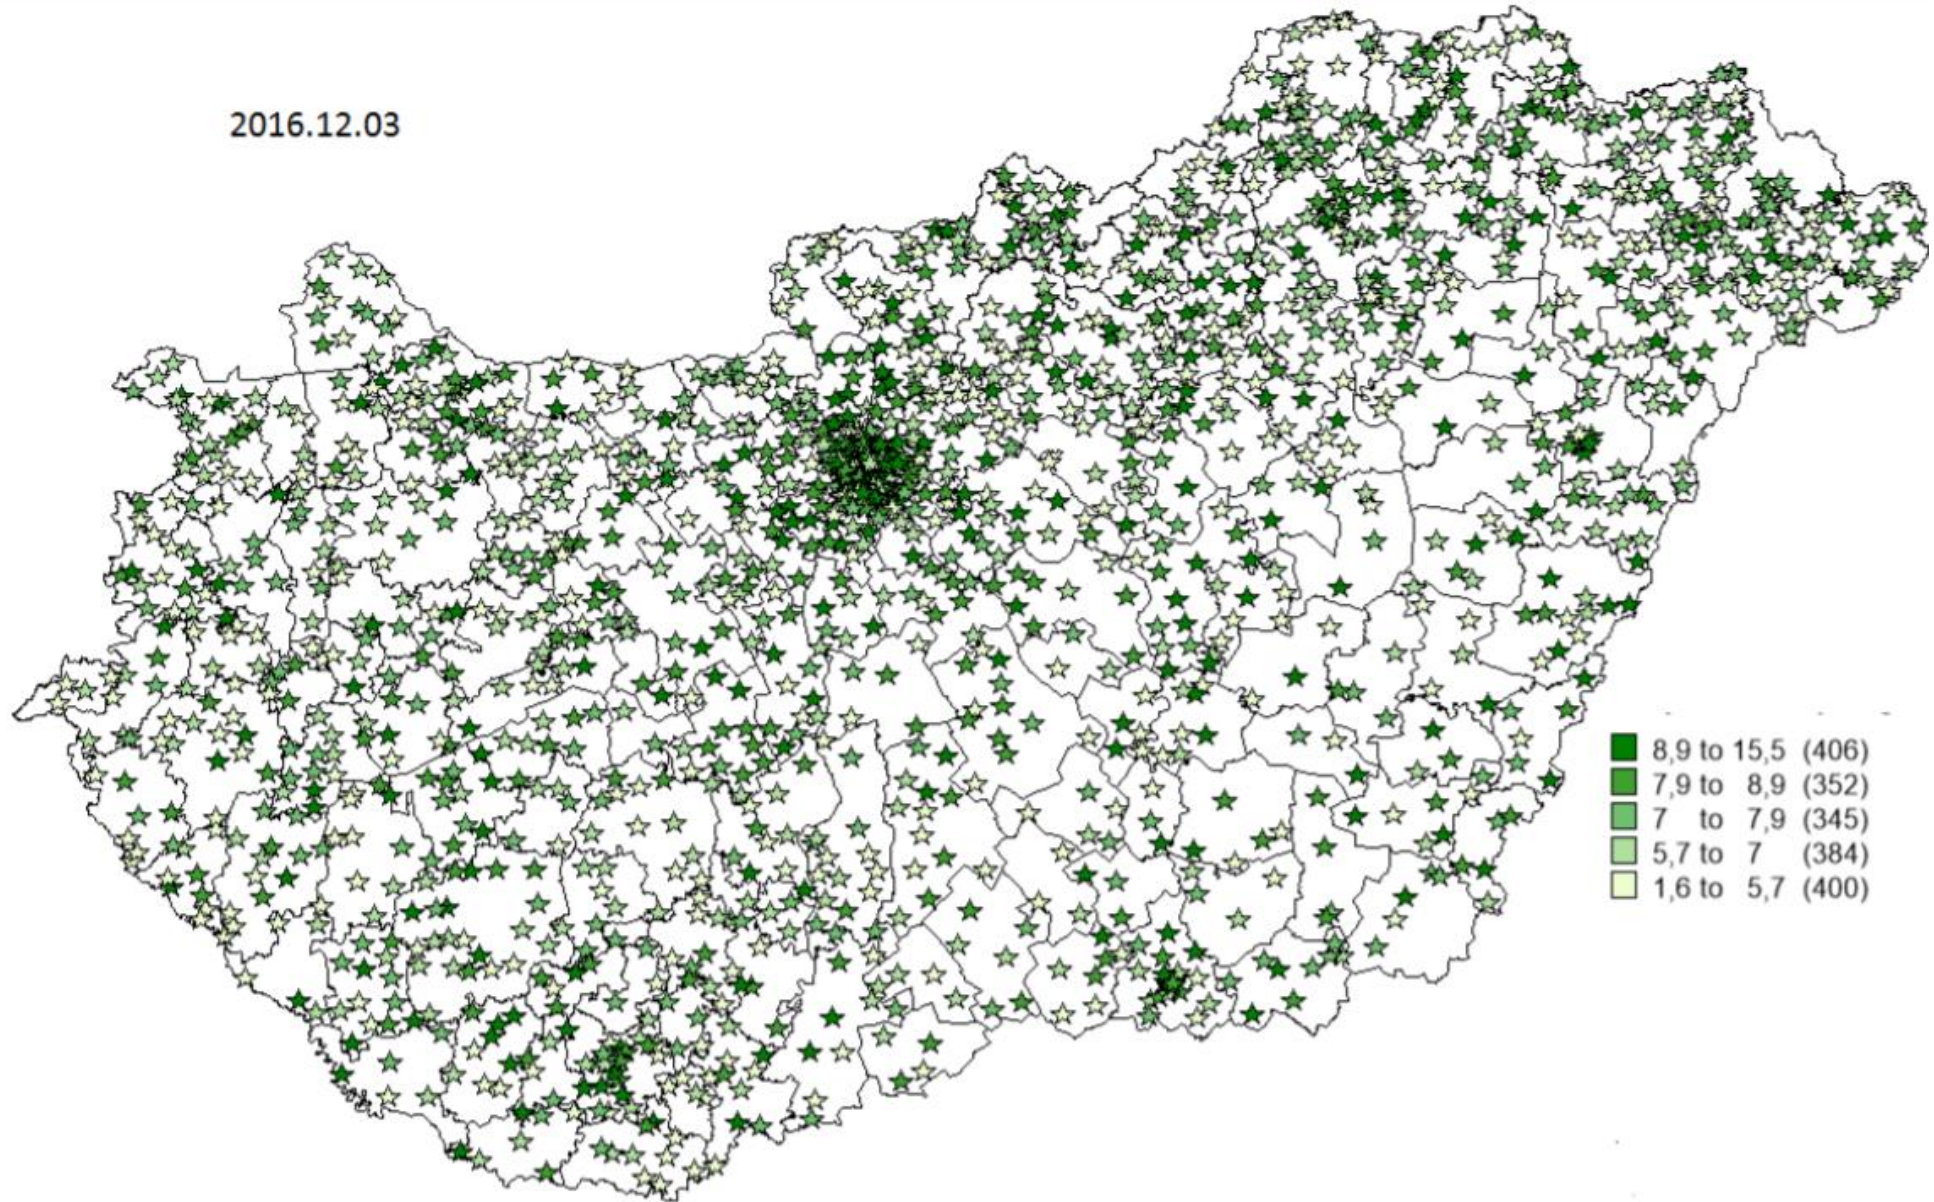 2016.12.03
8,9 to 15,5 (406)
7,9 to 8,9 (352)
7 to 7,9 (345)
5,7 to 7 (384)
1,6 to 5,7 (400)